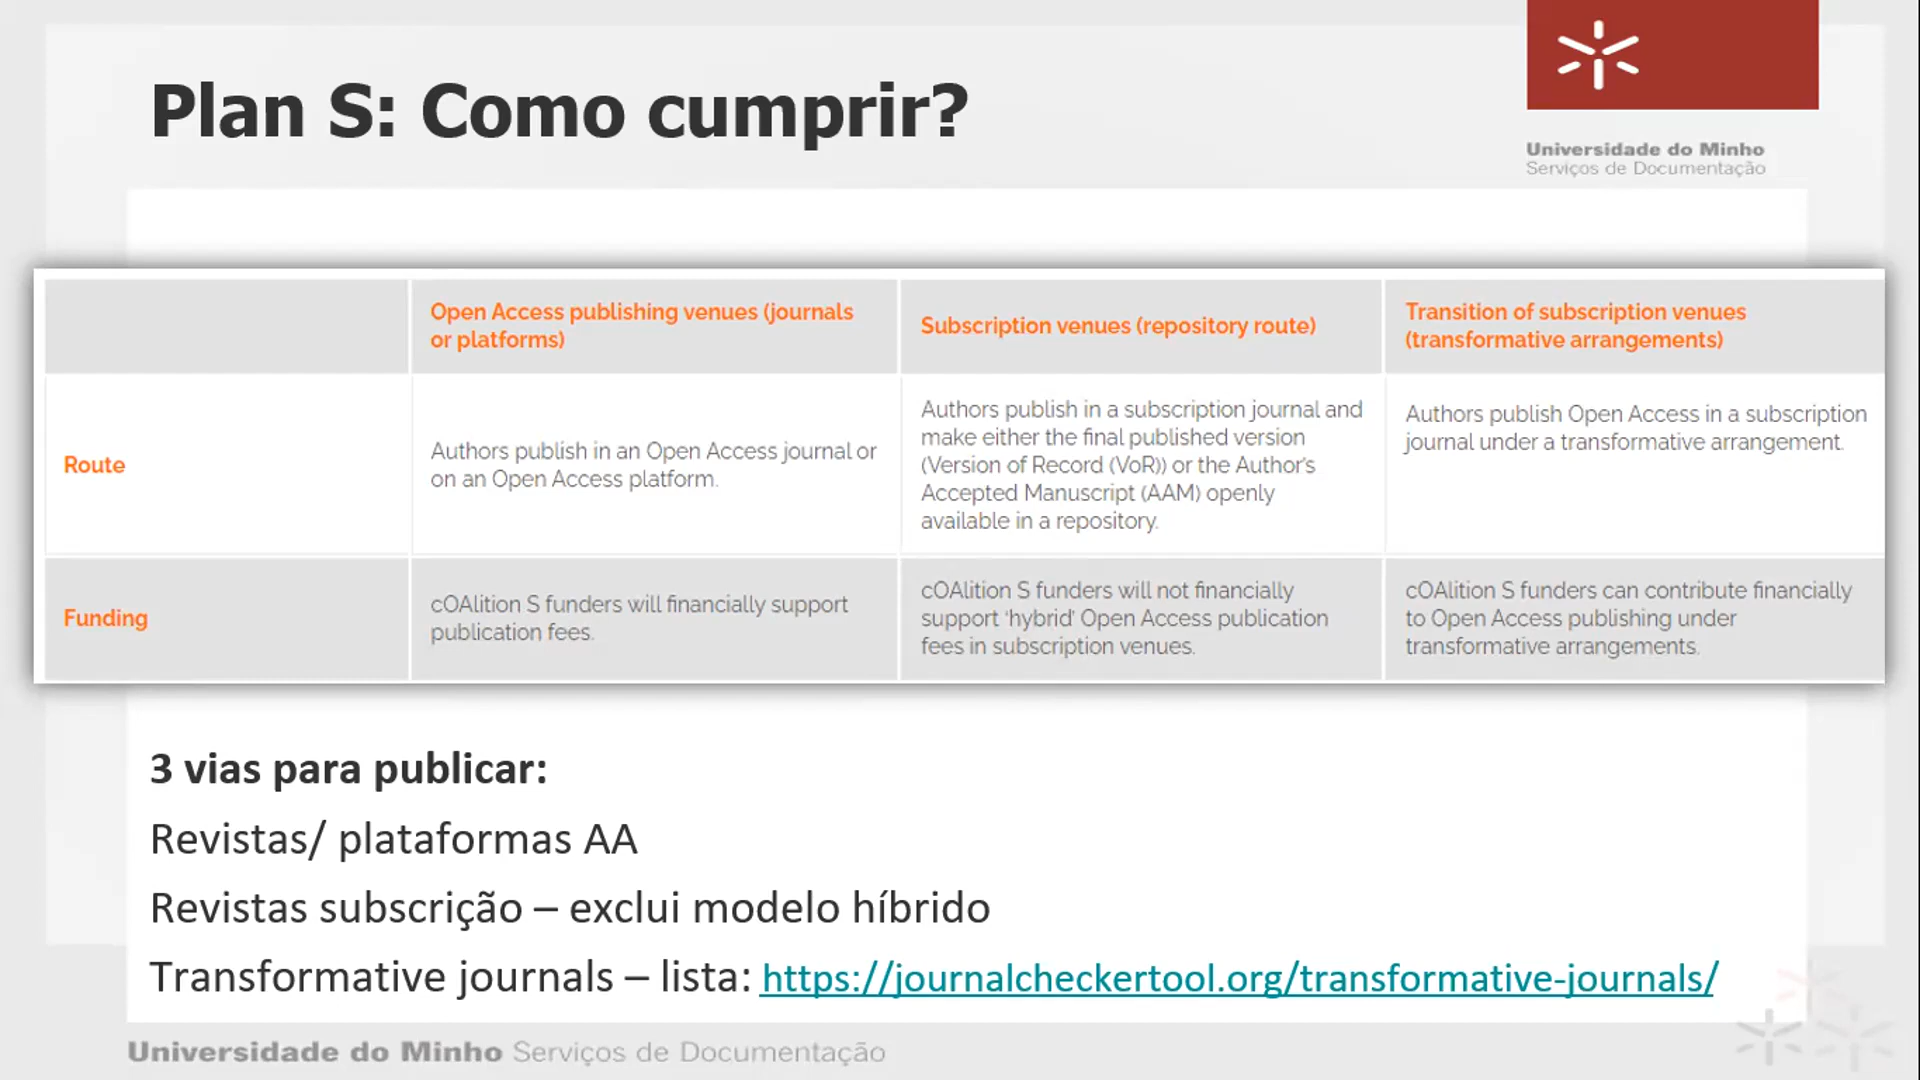 Plan S: Como cumprir?
Universidade do Minho
Serviços de Documentação
Open Access publishing venues (journals
or platforms)
Subscription venues (repository route)
Transition of subscription venues
(transformative arrangements)
Route
Authors publish in an Open Access journal or
on an Open Access platform.
Authors publish in a subscription journal and
make either the final published version
(Version of Record (VoR)) or the Author's
Accepted Manuscript (AAM) openly
available in a repository.
Authors publish Open Access in a subscription
journal under a transformative arrangement.
Funding
cOAlition S funders will financially support
publication fees.
cOAlition S funders will not financially
support ‘hybrid’ Open Access publication
fees in subscription venues.
cOAlition S funders can contribute financially
to Open Access publishing under
transformative arrangements.
3 vias para publicar:
Revistas/ plataformas AA
Revistas subscrição – exclui modelo híbrido
Transformative journals – lista: https://journalcheckertool.org/transformative-journals/
Universidade do Minho Serviços de Documentação